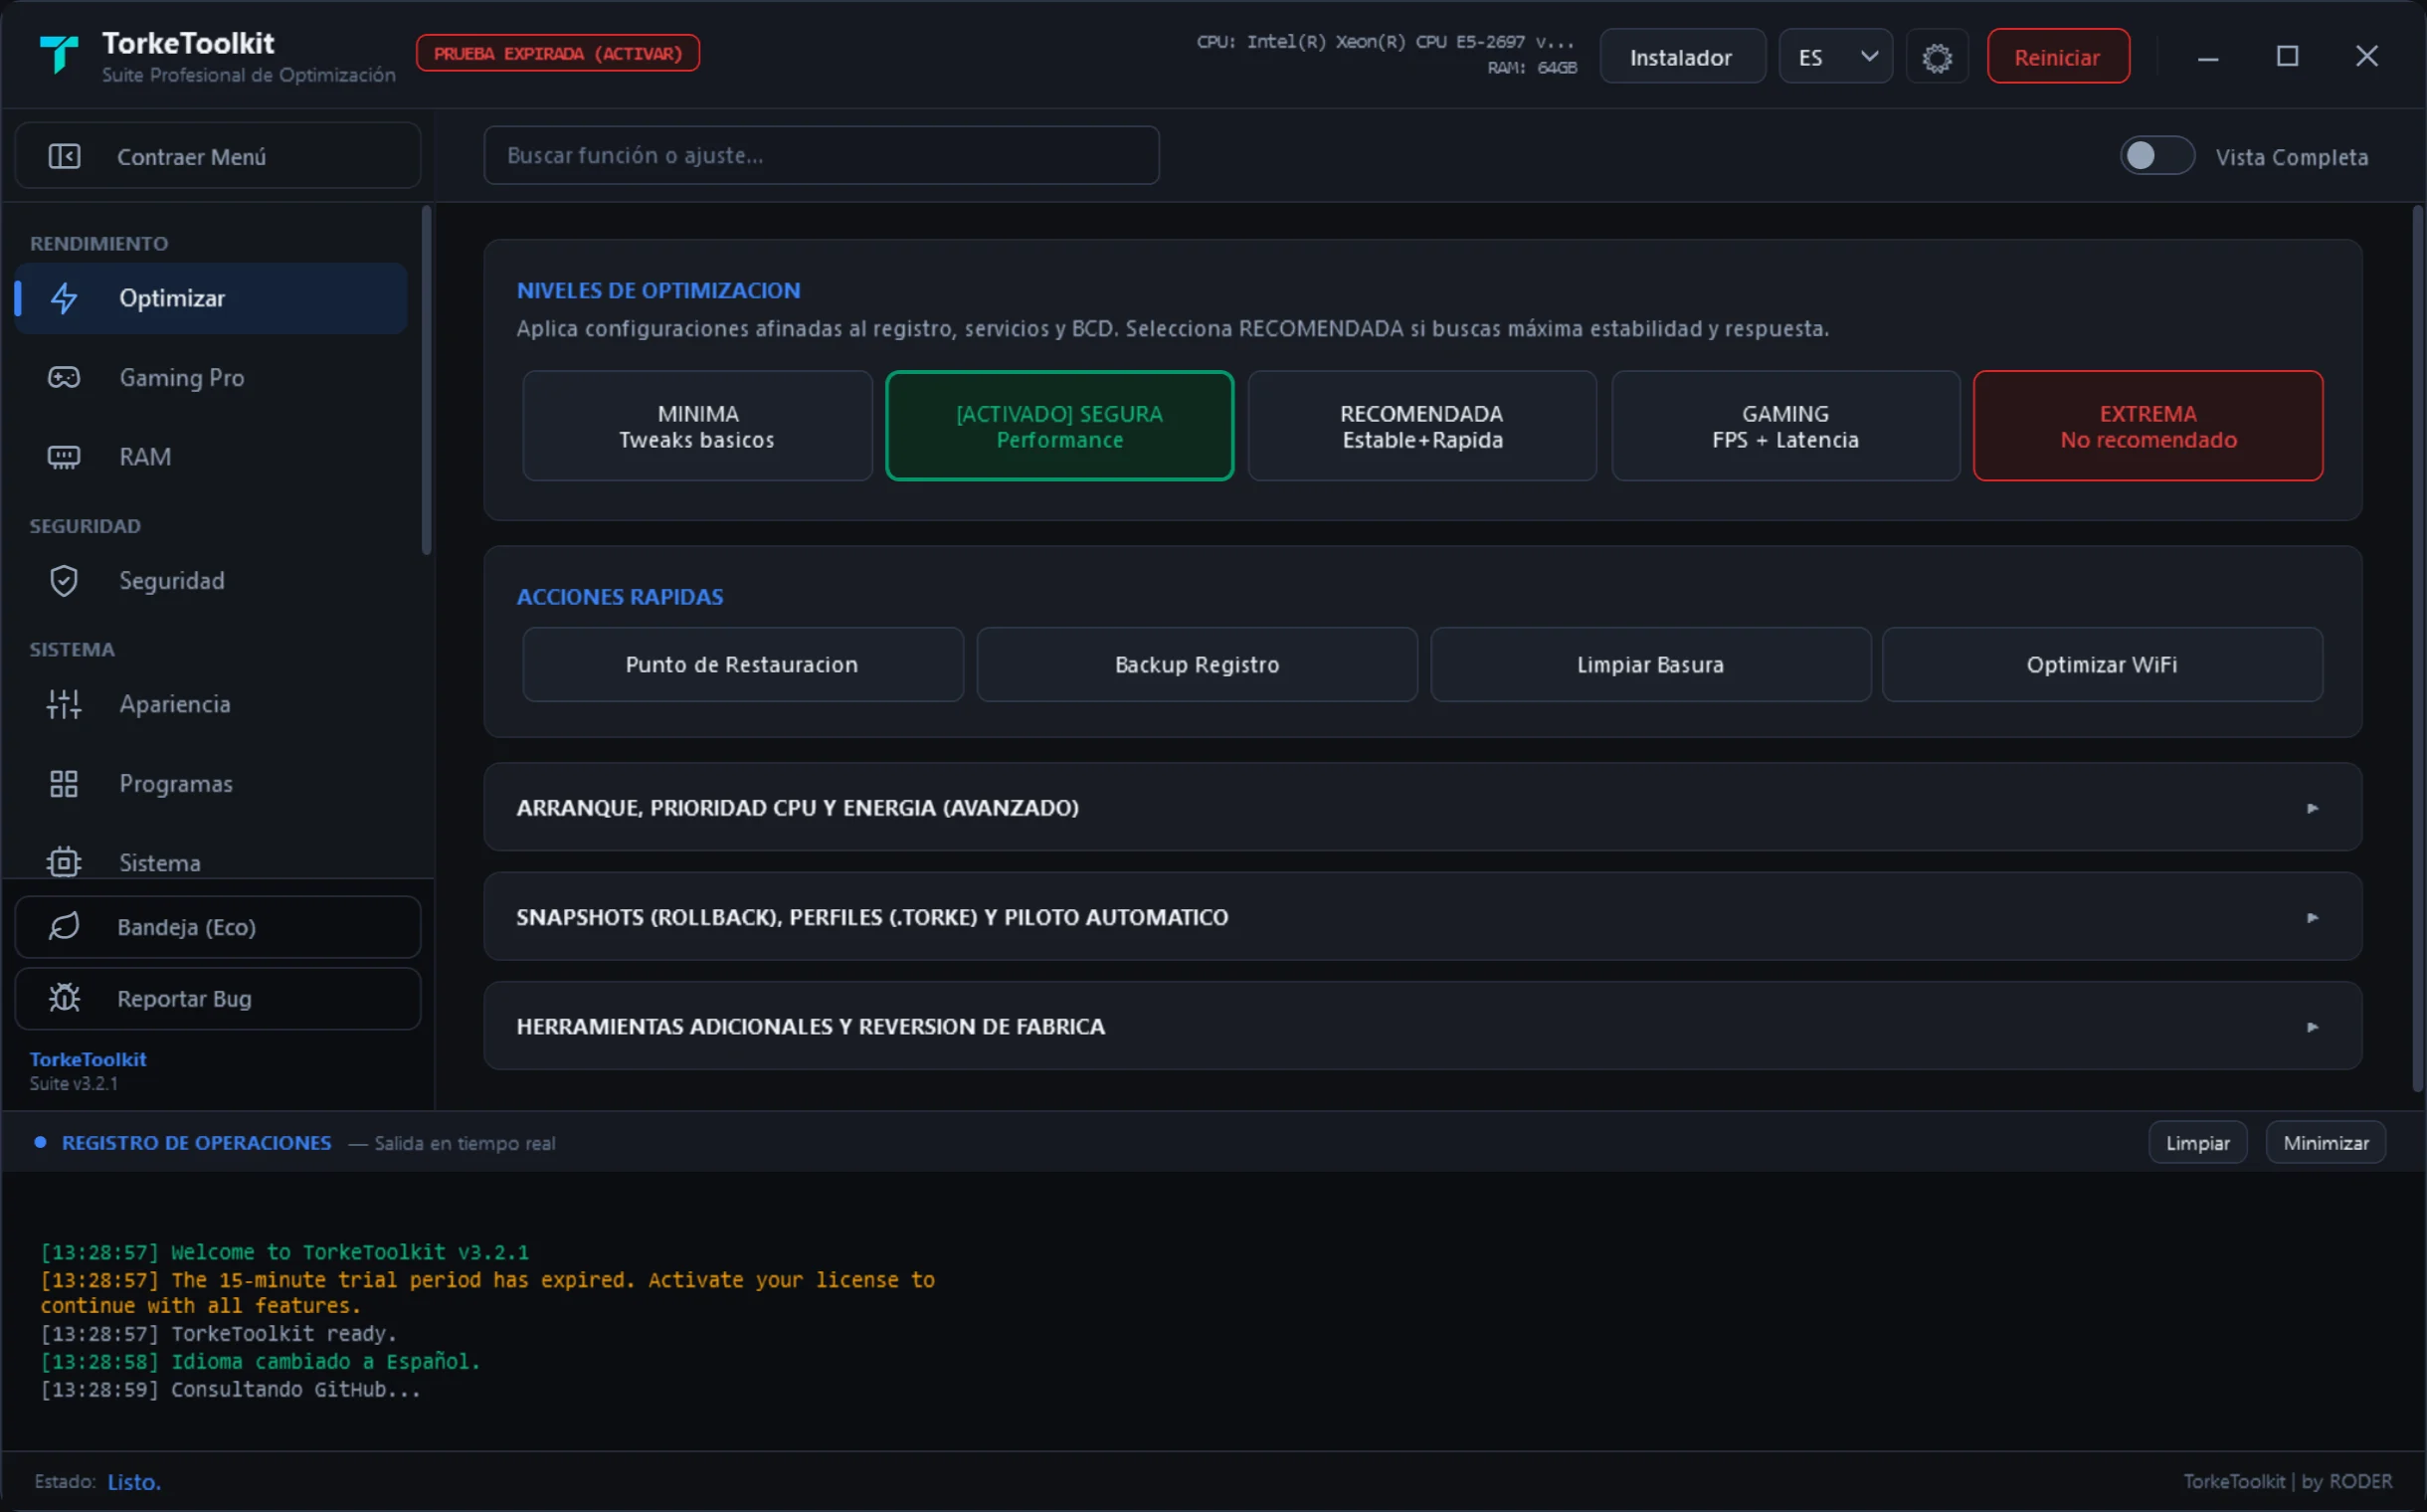 TorkeToolkit
Suite Profesional de Optimización
PRUEBA EXPIRADA (ACTIVAR)
CPU: Intel(R) Xeon(R) CPU E5-2697 v...
RAM: 64GB
Instalador
ES
Reiniciar
Contraer Menú
Buscar función o ajuste...
Vista Completa
RENDIMIENTO
Optimizar
Gaming Pro
RAM
SEGURIDAD
Seguridad
SISTEMA
Apariencia
Programas
Sistema
Bandeja (Eco)
Reportar Bug
TorkeToolkit
Suite v3.2.1
NIVELES DE OPTIMIZACION
Aplica configuraciones afinadas al registro, servicios y BCD. Selecciona RECOMENDADA si buscas máxima estabilidad y respuesta.
MINIMA
Tweaks basicos
[ACTIVADO] SEGURA
Performance
RECOMENDADA
Estable+Rapida
GAMING
FPS + Latencia
EXTREMA
No recomendado
ACCIONES RAPIDAS
Punto de Restauracion
Backup Registro
Limpiar Basura
Optimizar WiFi
ARRANQUE, PRIORIDAD CPU Y ENERGIA (AVANZADO)
SNAPSHOTS (ROLLBACK), PERFILES (.TORKE) Y PILOTO AUTOMATICO
HERRAMIENTAS ADICIONALES Y REVERSION DE FABRICA
REGISTRO DE OPERACIONES — Salida en tiempo real
Limpiar
Minimizar
[13:28:57] Welcome to TorkeToolkit v3.2.1
[13:28:57] The 15-minute trial period has expired. Activate your license to
continue with all features.
[13:28:57] TorkeToolkit ready.
[13:28:58] Idioma cambiado a Español.
[13:28:59] Consultando GitHub...
Estado: Listo.
TorkeToolkit | by RODER